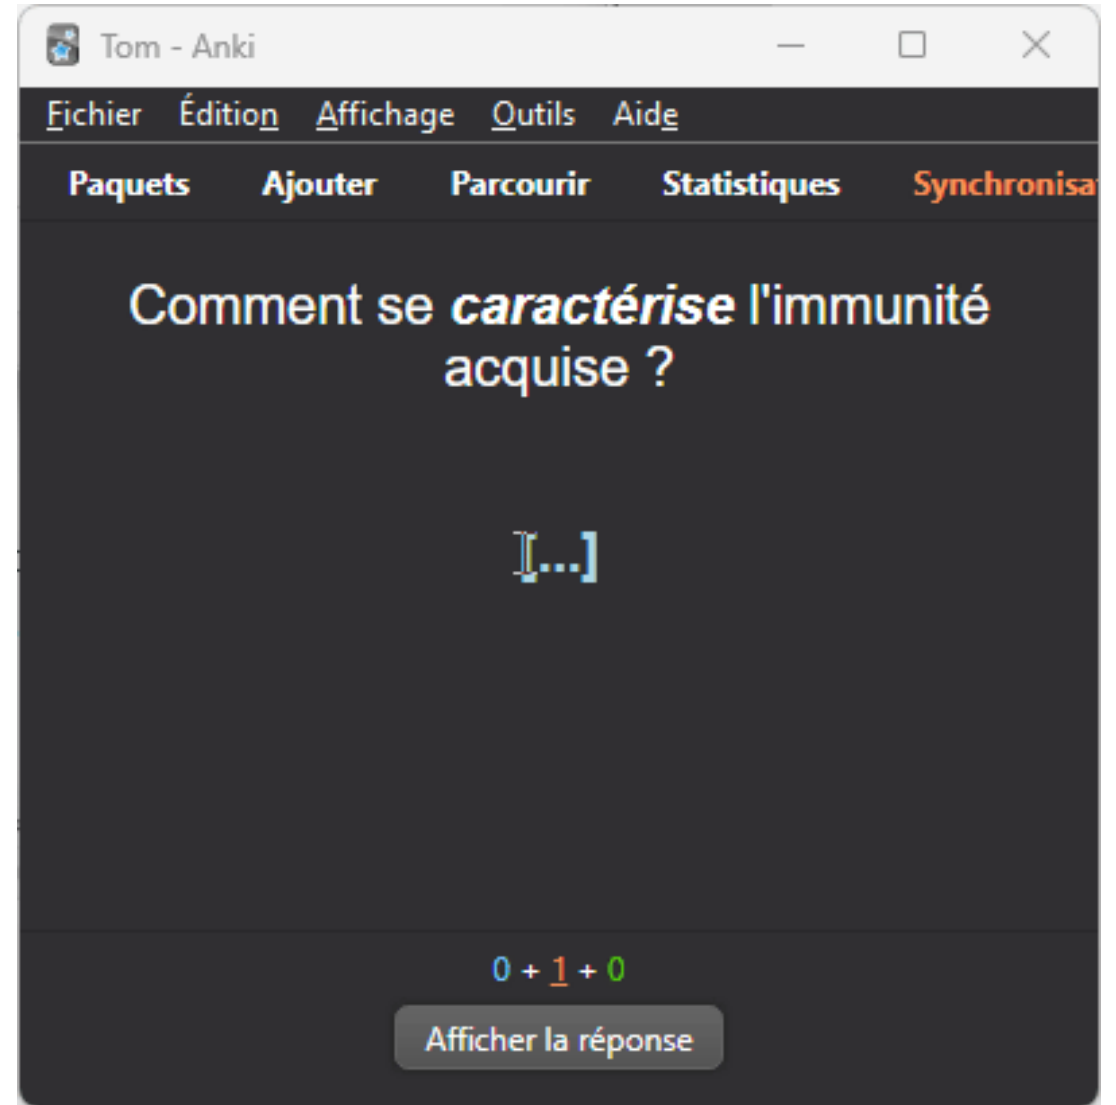 Tom - Anki
Fichier Édition Affichage Outils Aide
Paquets Ajouter Parcourir Statistiques Synchronisa
Comment se caractérise l'immunité
acquise ?
[...]
0 + 1 + 0
Afficher la réponse